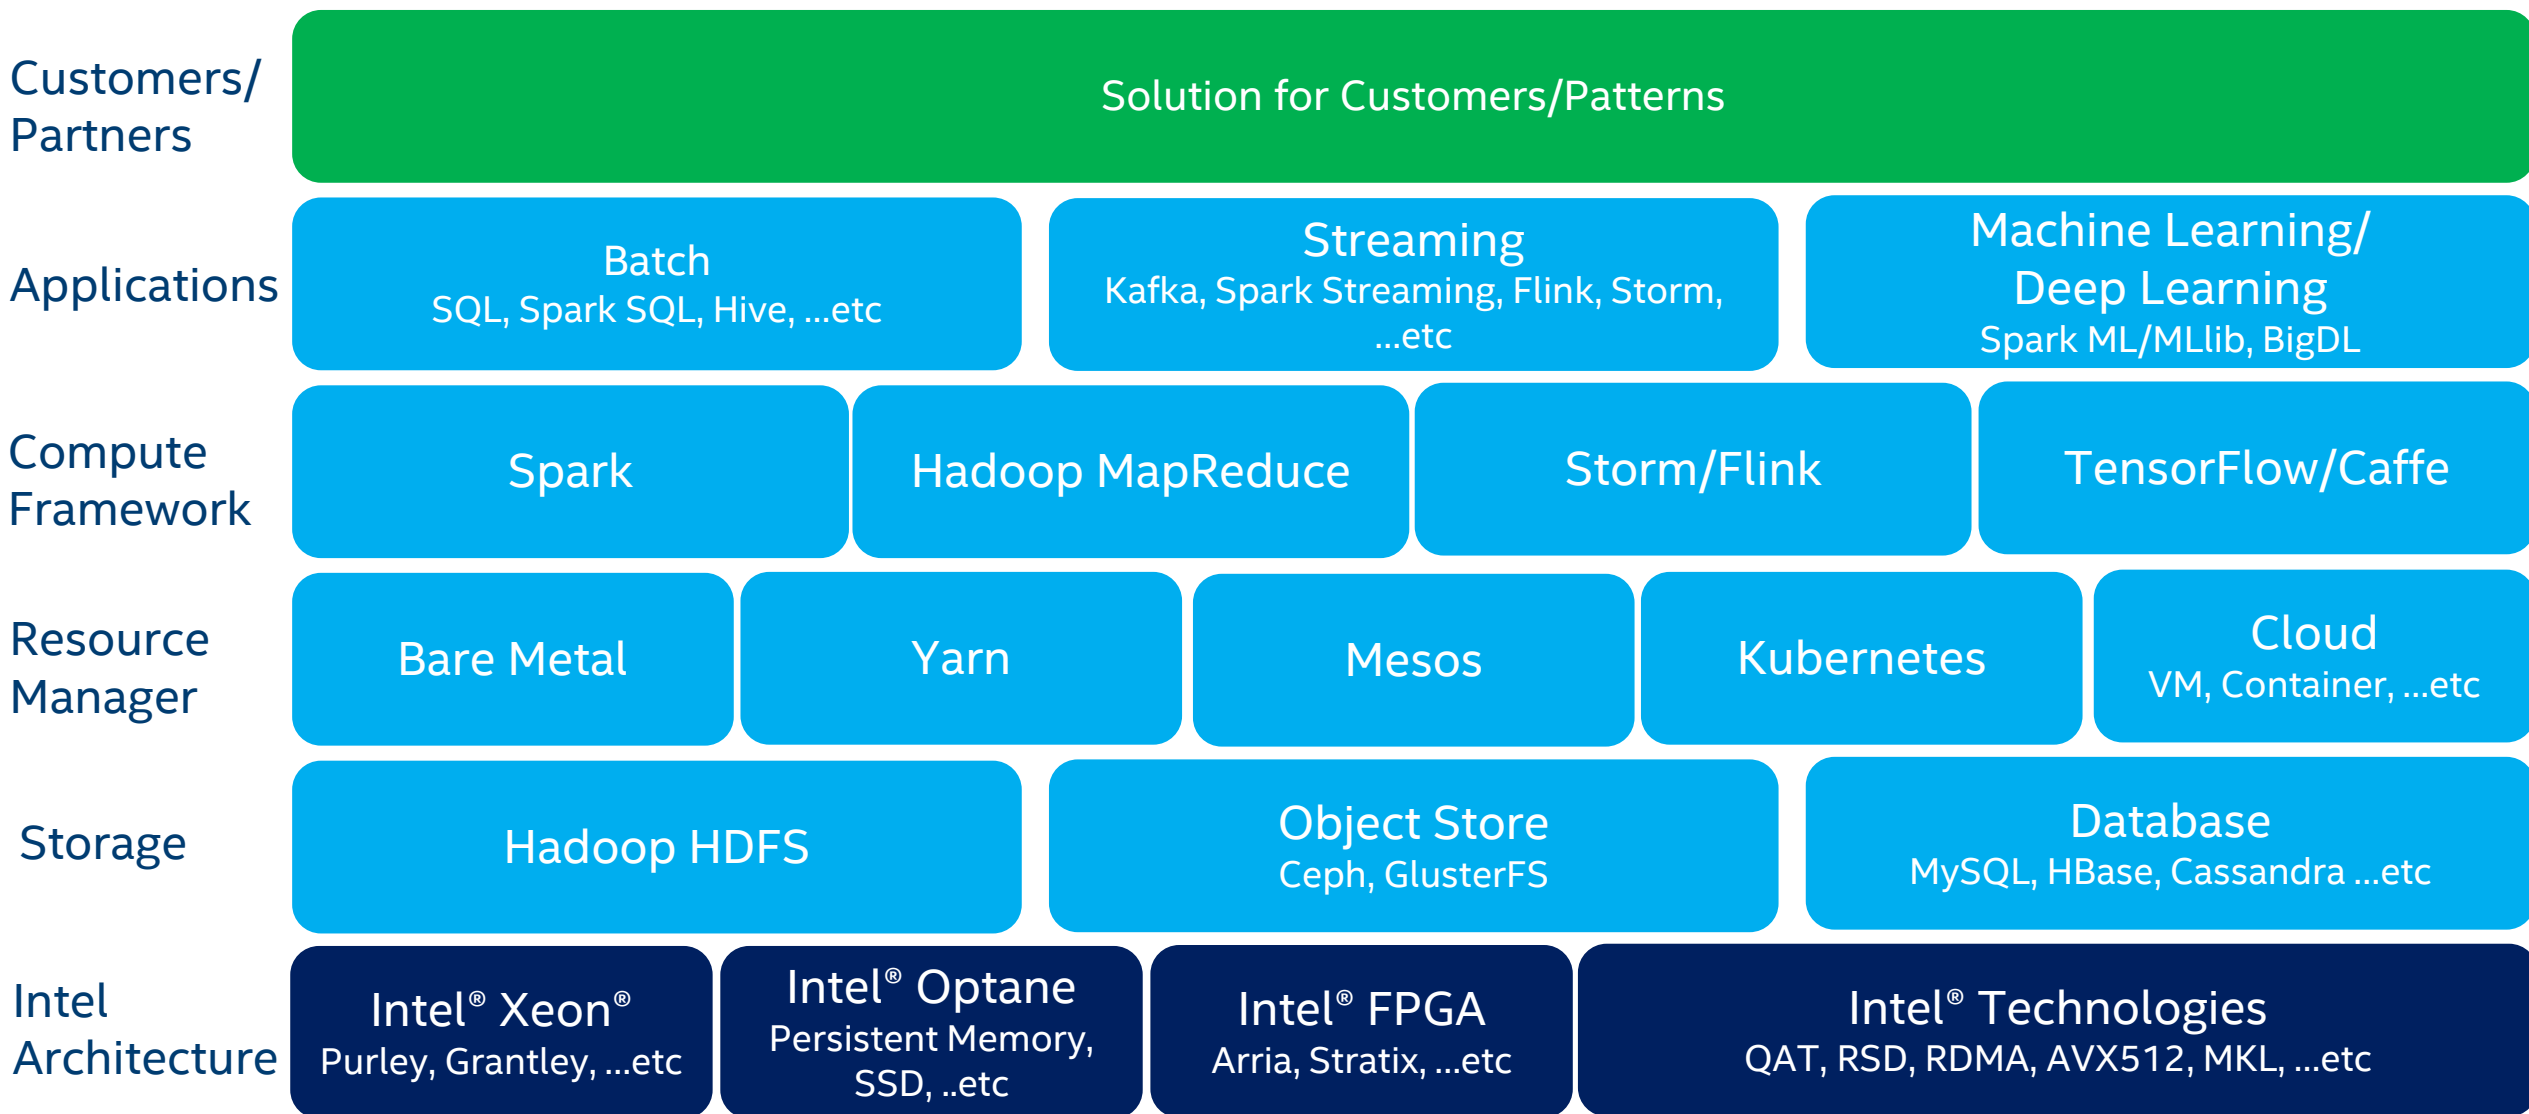 Customers/
Partners
Solution for Customers/Patterns
Applications
Batch
SQL, Spark SQL, Hive, ...etc
Streaming
Kafka, Spark Streaming, Flink, Storm,
...etc
Machine Learning/
Deep Learning
Spark ML/MLlib, BigDL
Compute
Framework
Spark
Hadoop MapReduce
Storm/Flink
TensorFlow/Caffe
Resource
Manager
Bare Metal
Yarn
Mesos
Kubernetes
Cloud
VM, Container, ...etc
Storage
Hadoop HDFS
Object Store
Ceph, GlusterFS
Database
MySQL, HBase, Cassandra ...etc
Intel
Architecture
Intel® Xeon®
Purley, Grantley, ...etc
Intel® Optane
Persistent Memory,
SSD, ..etc
Intel® FPGA
Arria, Stratix, ...etc
Intel® Technologies
QAT, RSD, RDMA, AVX512, MKL, ...etc